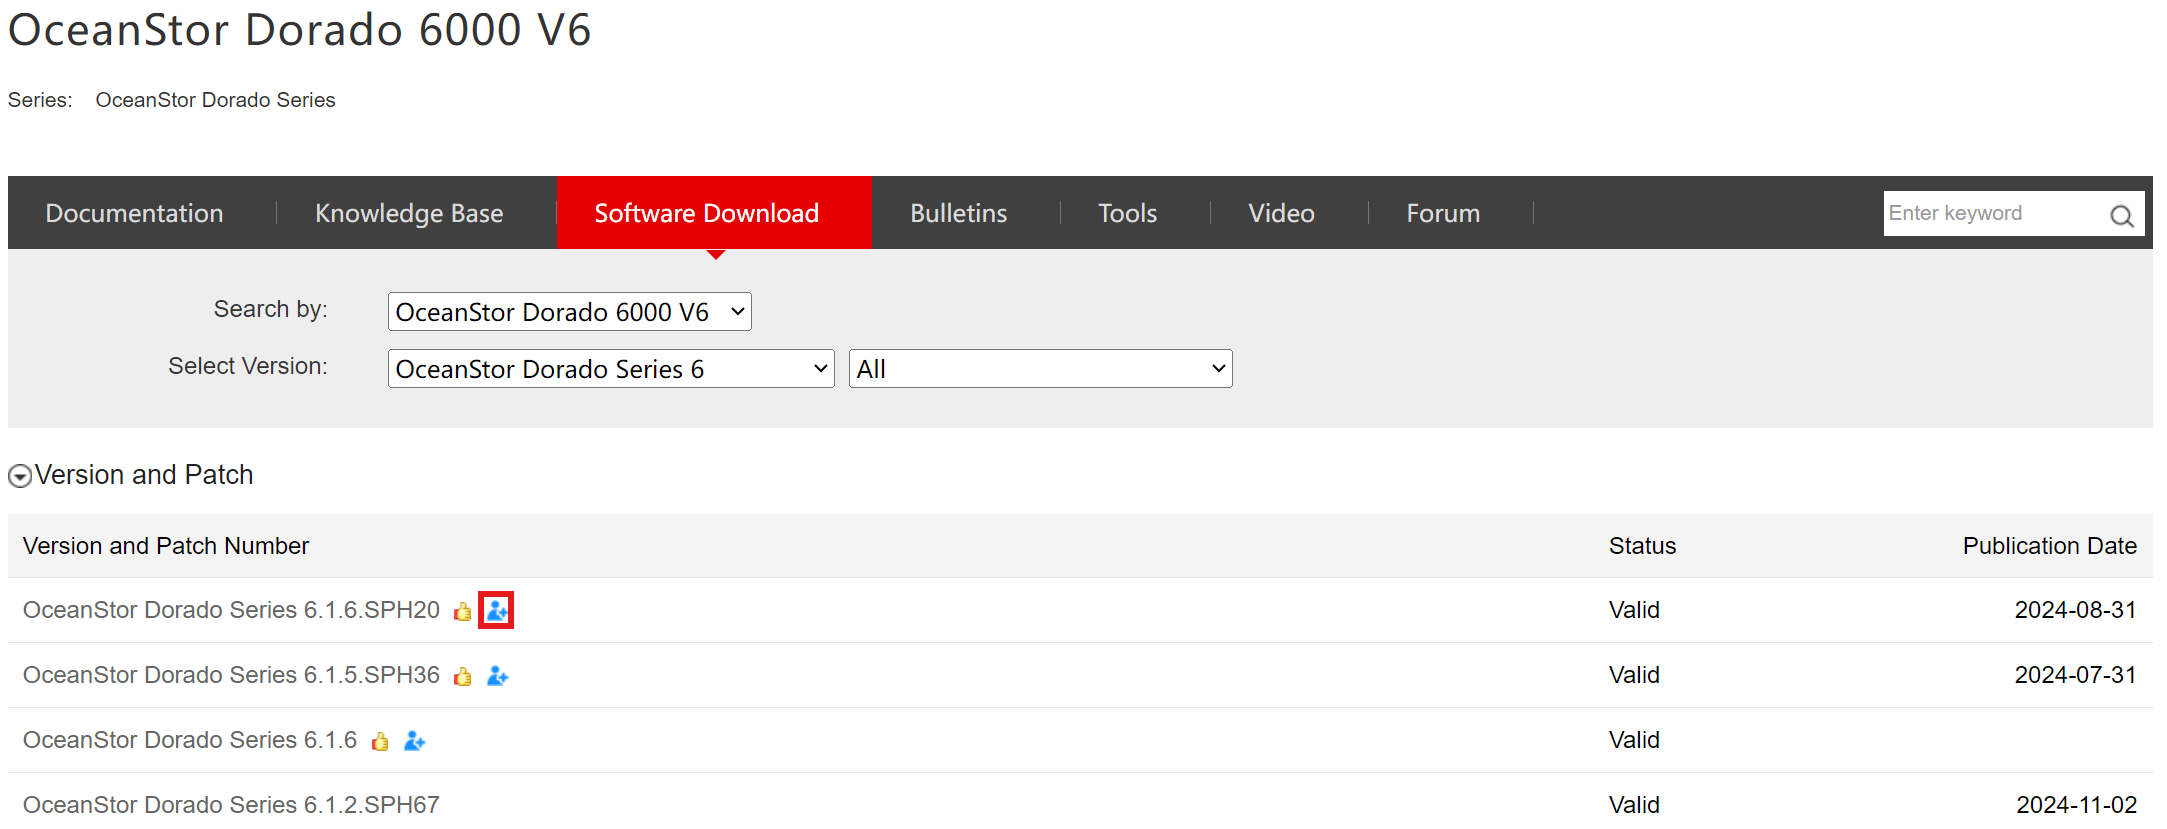 OceanStor Dorado 6000 V6
Series: OceanStor Dorado Series
Documentation Knowledge Base Software Download Bulletins Tools Video Forum Enter keyword
Search by: OceanStor Dorado 6000 V6
Select Version: OceanStor Dorado Series 6 All
Version and Patch
Version and Patch Number Status Publication Date
OceanStor Dorado Series 6.1.6.SPH20 Valid 2024-08-31
OceanStor Dorado Series 6.1.5.SPH36 Valid 2024-07-31
OceanStor Dorado Series 6.1.6 Valid
OceanStor Dorado Series 6.1.2.SPH67 Valid 2024-11-02